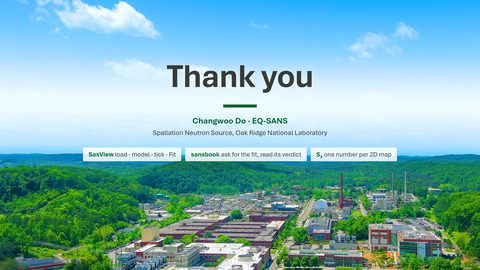 Thank you
Changwoo Do · EQ-SANS
Spallation Neutron Source, Oak Ridge National Laboratory
SasView load · model · tick · Fit
sansbook ask for the fit, read its verdict
S₂ one number per 2D map